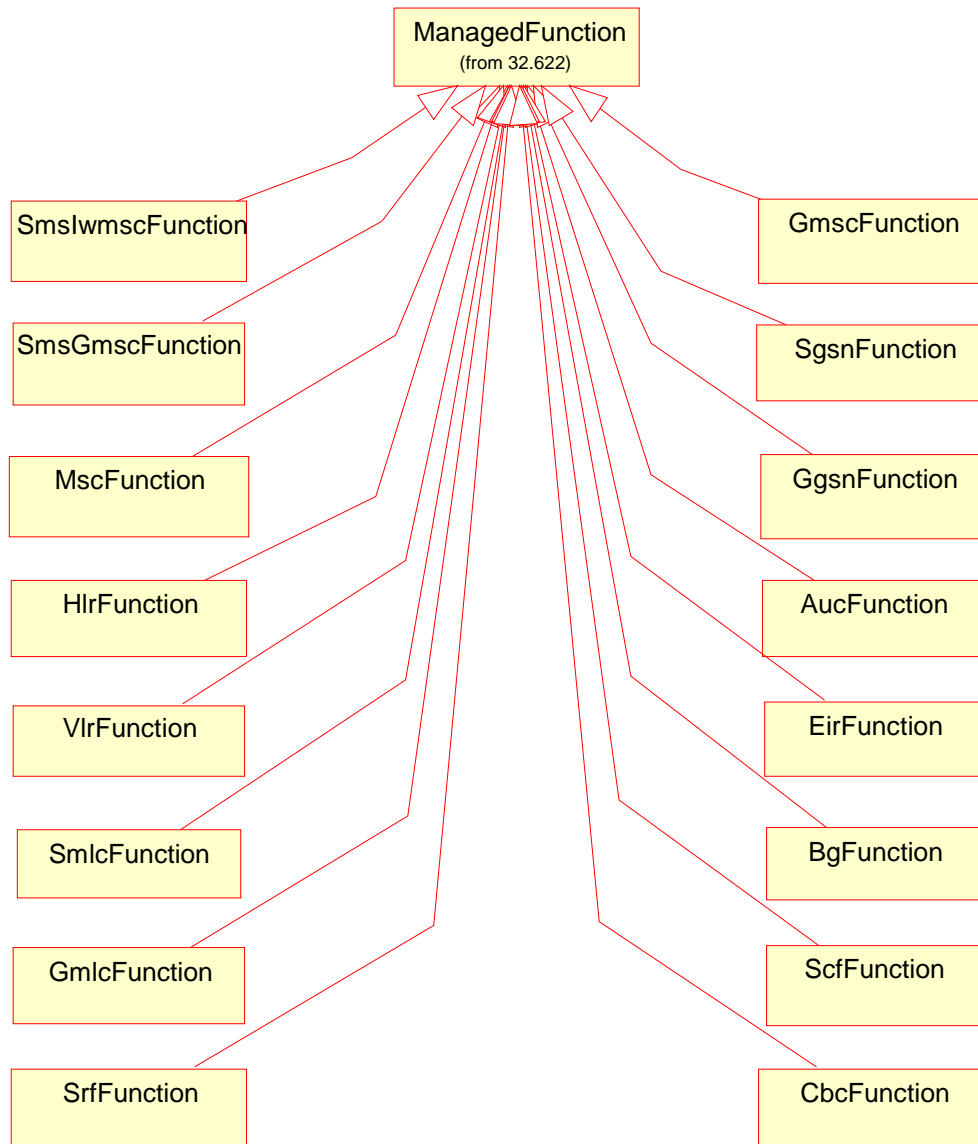 ManagedFunction
(from 32.622)
SmsIwmscFunction
GmscFunction
SmsGmscFunction
SgsnFunction
MscFunction
GgsnFunction
HlrFunction
AucFunction
VlrFunction
EirFunction
SmlcFunction
BgFunction
GmlcFunction
ScfFunction
SrfFunction
CbcFunction